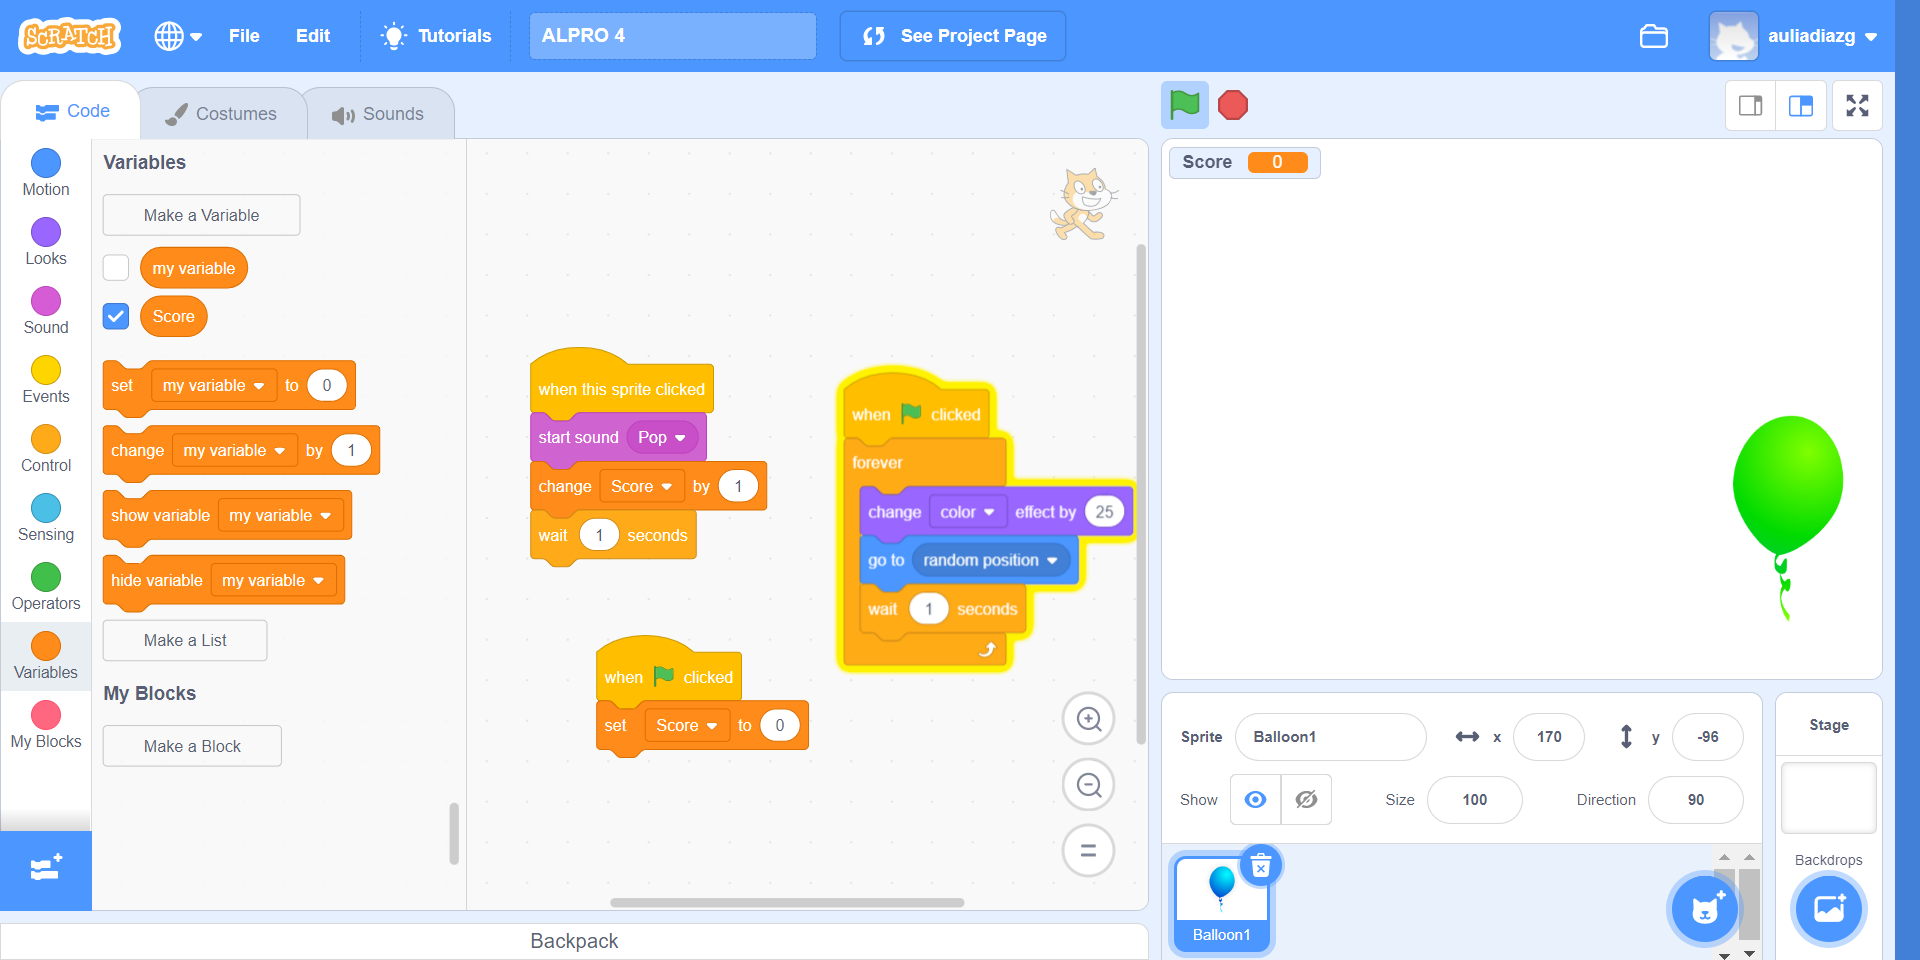 SCRATCH
File
Edit
Tutorials
ALPRO 4
See Project Page
auliadiazg
Code
Costumes
Sounds
Motion
Looks
Sound
Events
Control
Sensing
Operators
Variables
My Blocks
Variables
Make a Variable
my variable
Score
set my variable to 0
change my variable by 1
show variable my variable
hide variable my variable
Make a List
My Blocks
Make a Block
when this sprite clicked
start sound Pop
change Score by 1
wait 1 seconds
when clicked
set Score to 0
when clicked
forever
change color effect by 25
go to random position
wait 1 seconds
Backpack
Score 0
Sprite Balloon1 x 170 y -96
Show Size 100 Direction 90
Balloon1
Stage
Backdrops